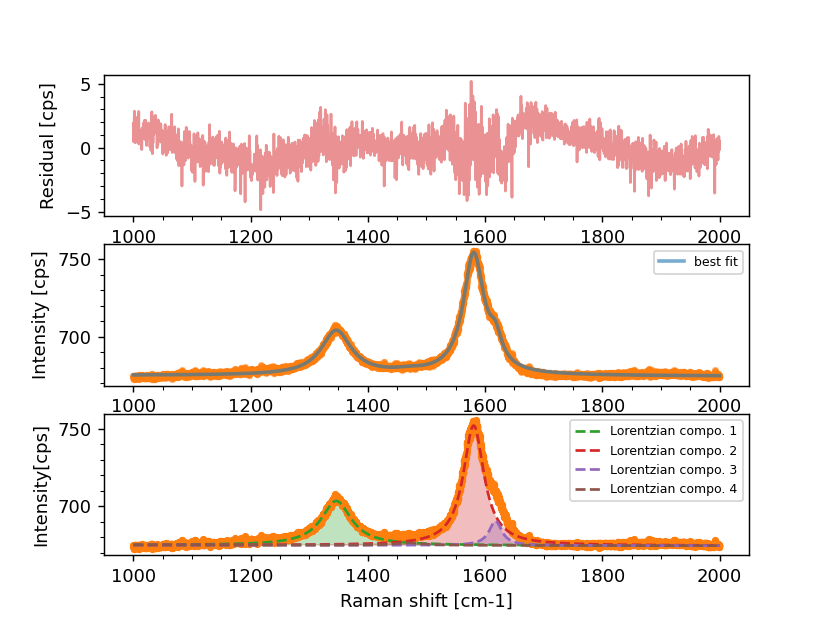 Residual [cps]
5
0
−5
1000 1200 1400 1600 1800 2000
Intensity [cps]
750
700
best fit
1000 1200 1400 1600 1800 2000
Intensity[cps]
750
700
Lorentzian compo. 1
Lorentzian compo. 2
Lorentzian compo. 3
Lorentzian compo. 4
1000 1200 1400 1600 1800 2000
Raman shift [cm-1]